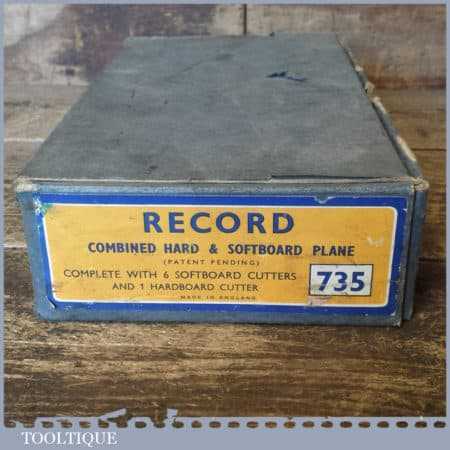 RECORD
COMBINED HARD & SOFTBOARD PLANE
(PATENT PENDING)
COMPLETE WITH 6 SOFTBOARD CUTTERS
AND 1 HARDBOARD CUTTER
735
MADE IN ENGLAND
TOOLTIQUE